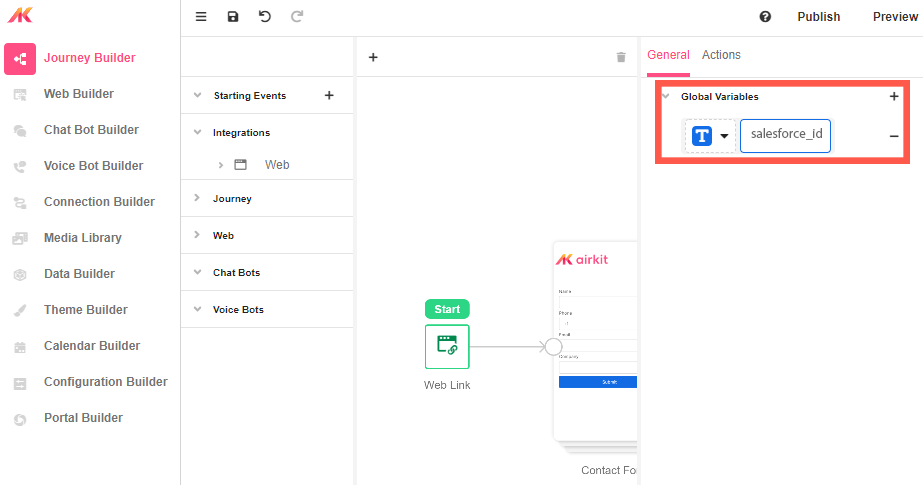 Publish
Preview
Journey Builder
Web Builder
Chat Bot Builder
Voice Bot Builder
Connection Builder
Media Library
Data Builder
Theme Builder
Calendar Builder
Configuration Builder
Portal Builder
Starting Events
Integrations
Web
Journey
Web
Chat Bots
Voice Bots
Start
Web Link
airkit
Name
Phone
Email
Company
Submit
Contact Fo
General Actions
Global Variables
T salesforce_id